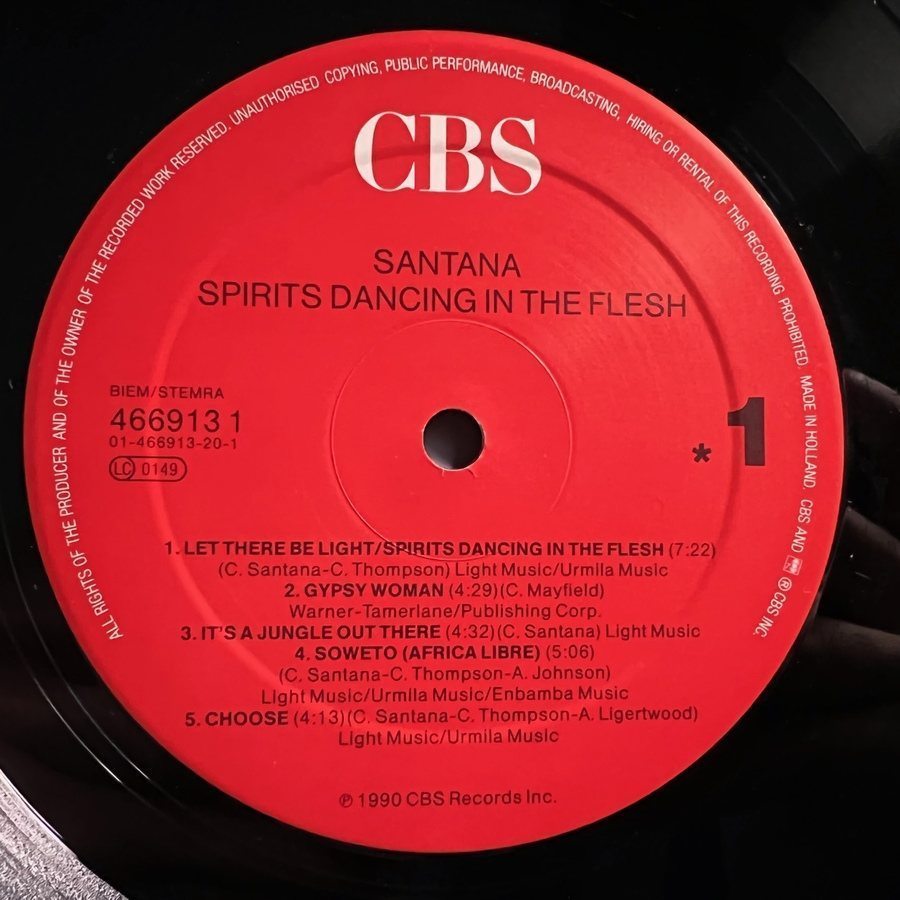 ALL RIGHTS OF THE PRODUCER AND OF THE OWNER OF THE RECORDED WORK RESERVED. UNAUTHORISED COPYING, PUBLIC PERFORMANCE, BROADCASTING, HIRING OR RENTAL OF THIS RECORDING PROHIBITED. MADE IN HOLLAND. CBS AND ® CBS INC.
CBS
SANTANA
SPIRITS DANCING IN THE FLESH
BIEM/STEMRA
466913 1
01-466913-20-1
LC 0149
* 1
1. LET THERE BE LIGHT/SPIRITS DANCING IN THE FLESH (7:22)
(C. Santana-C. Thompson) Light Music/Urmila Music
2. GYPSY WOMAN (4:29)(C. Mayfield)
Warner-Tamerlane/Publishing Corp.
3. IT'S A JUNGLE OUT THERE (4:32)(C. Santana) Light Music
4. SOWETO (AFRICA LIBRE) (5:06)
(C. Santana-C. Thompson-A. Johnson)
Light Music/Urmila Music/Enbamba Music
5. CHOOSE (4:13)(C. Santana-C. Thompson-A. Ligertwood)
Light Music/Urmila Music
℗ 1990 CBS Records Inc.